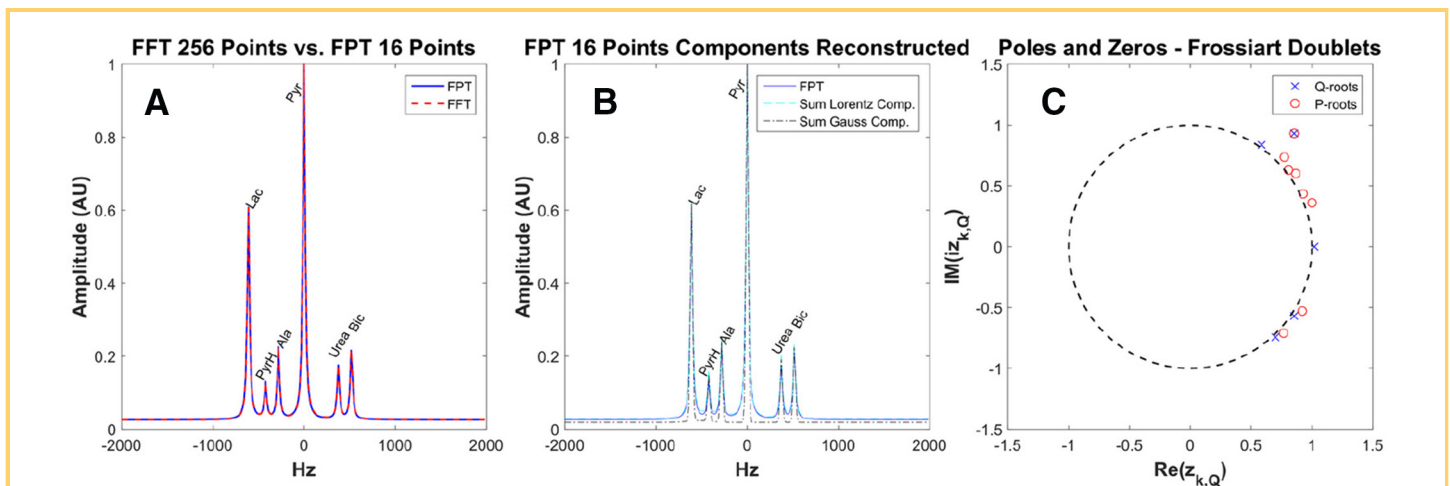 FFT 256 Points vs. FPT 16 Points
A
FPT
FFT
Pyr
Lac
PyrH
Ala
Urea
Bic
1
0.8
0.6
0.4
0.2
0
-2000
-1000
0
1000
2000
Amplitude (AU)
Hz
FPT 16 Points Components Reconstructed
B
FPT
Sum Lorentz Comp.
Sum Gauss Comp.
Pyr
Lac
PyrH
Ala
Urea
Bic
1
0.8
0.6
0.4
0.2
0
-2000
-1000
0
1000
2000
Amplitude (AU)
Hz
Poles and Zeros - Frossiart Doublets
C
Q-roots
P-roots
1.5
1
0.5
0
-0.5
-1
-1.5
-1.5
-1
-0.5
0
0.5
1
1.5
IM(iz k,Q)
Re(z k,Q)